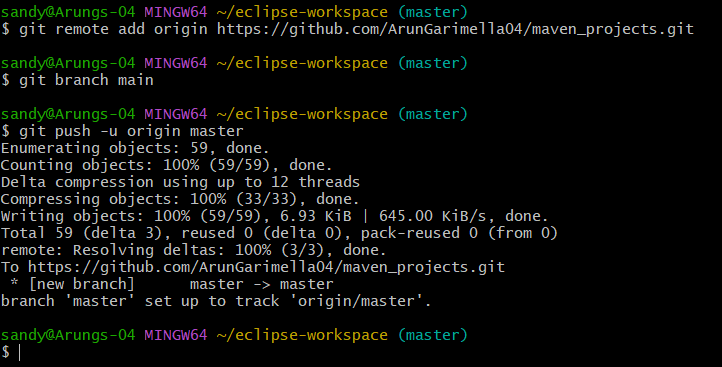 sandy@Arungs-04 MINGW64 ~/eclipse-workspace (master)
$ git remote add origin https://github.com/ArunGarimella04/maven_projects.git
sandy@Arungs-04 MINGW64 ~/eclipse-workspace (master)
$ git branch main
sandy@Arungs-04 MINGW64 ~/eclipse-workspace (master)
$ git push -u origin master
Enumerating objects: 59, done.
Counting objects: 100% (59/59), done.
Delta compression using up to 12 threads
Compressing objects: 100% (33/33), done.
Writing objects: 100% (59/59), 6.93 KiB | 645.00 KiB/s, done.
Total 59 (delta 3), reused 0 (delta 0), pack-reused 0 (from 0)
remote: Resolving deltas: 100% (3/3), done.
To https://github.com/ArunGarimella04/maven_projects.git
 * [new branch]      master -> master
branch 'master' set up to track 'origin/master'.
sandy@Arungs-04 MINGW64 ~/eclipse-workspace (master)
$